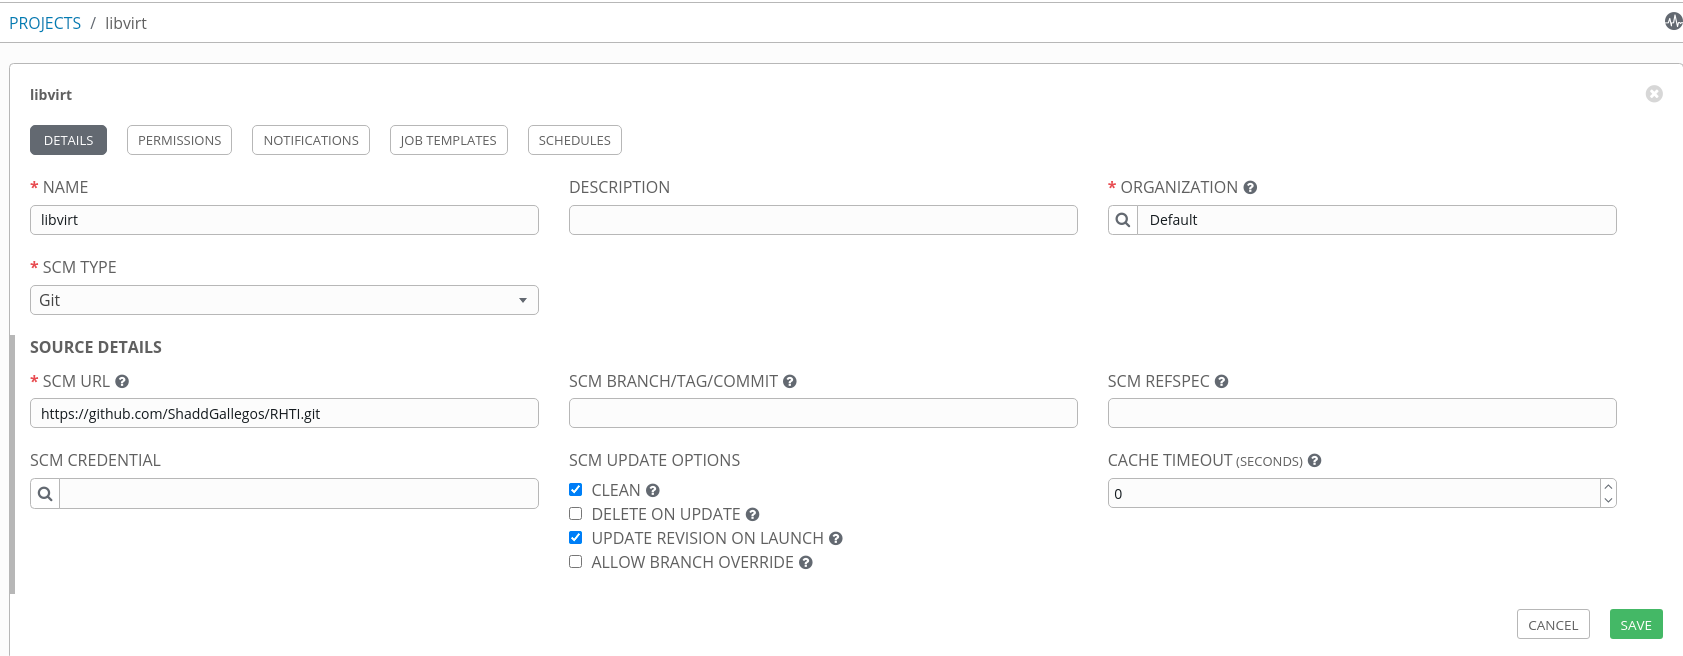 PROJECTS / libvirt
libvirt
DETAILS PERMISSIONS NOTIFICATIONS JOB TEMPLATES SCHEDULES
* NAME DESCRIPTION * ORGANIZATION
libvirt Default
* SCM TYPE
Git
SOURCE DETAILS
* SCM URL SCM BRANCH/TAG/COMMIT SCM REFSPEC
https://github.com/ShaddGallegos/RHTI.git
SCM CREDENTIAL SCM UPDATE OPTIONS CACHE TIMEOUT (SECONDS)
CLEAN 0
DELETE ON UPDATE
UPDATE REVISION ON LAUNCH
ALLOW BRANCH OVERRIDE
CANCEL SAVE